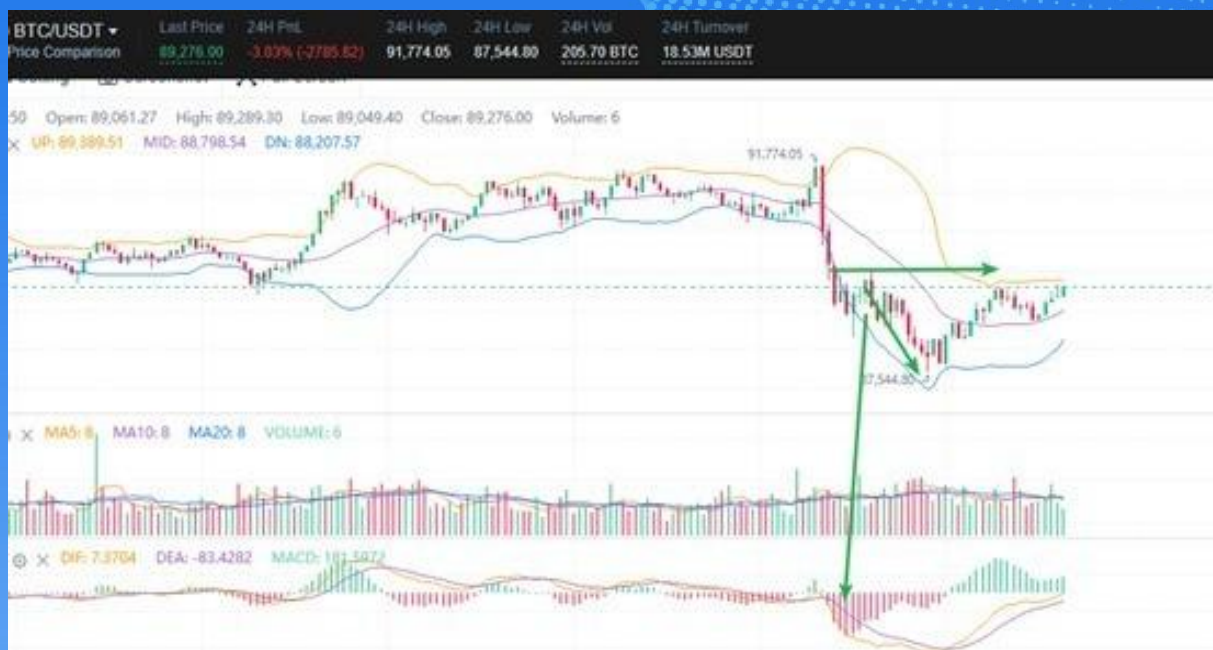 BTC/USDT Last Price 24H PnL 24H High 24H Low 24H Vol 24H Turnover
Price Comparison 89,276.00 -3.03% (-2785.82) 91,774.05 87,544.80 205.70 BTC 18.53M USDT
:50 Open: 89,061.27 High: 89,289.30 Low: 89,049.40 Close: 89,276.00 Volume: 6
UP: 89,389.51 MID: 88,798.54 DN: 88,207.57
91,774.05
7,544.80
MA5: 8 MA10: 8 MA20: 8 VOLUME: 6
DIF: 7.3704 DEA: -83.4282 MACD: 181.5972